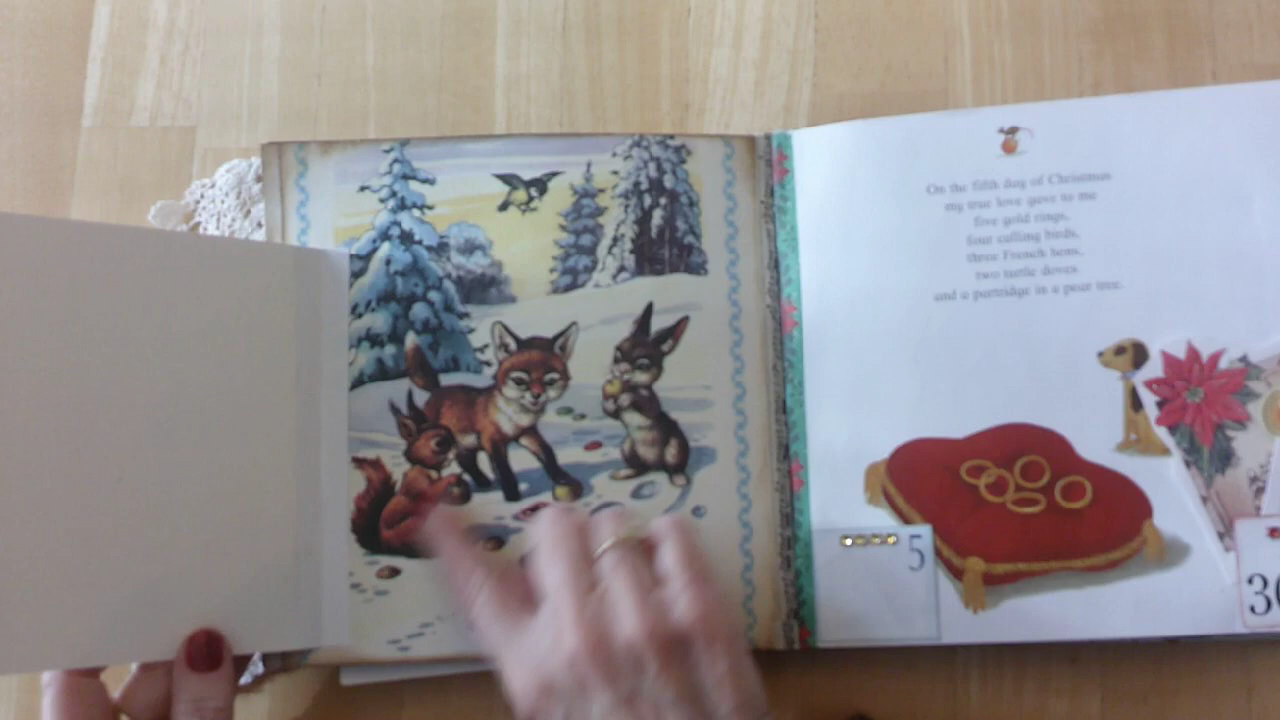 On the fifth day of Christmas
my true love gave to me
five gold rings,
four calling birds,
three French hens,
two turtle doves
and a partridge in a pear tree.
5
30